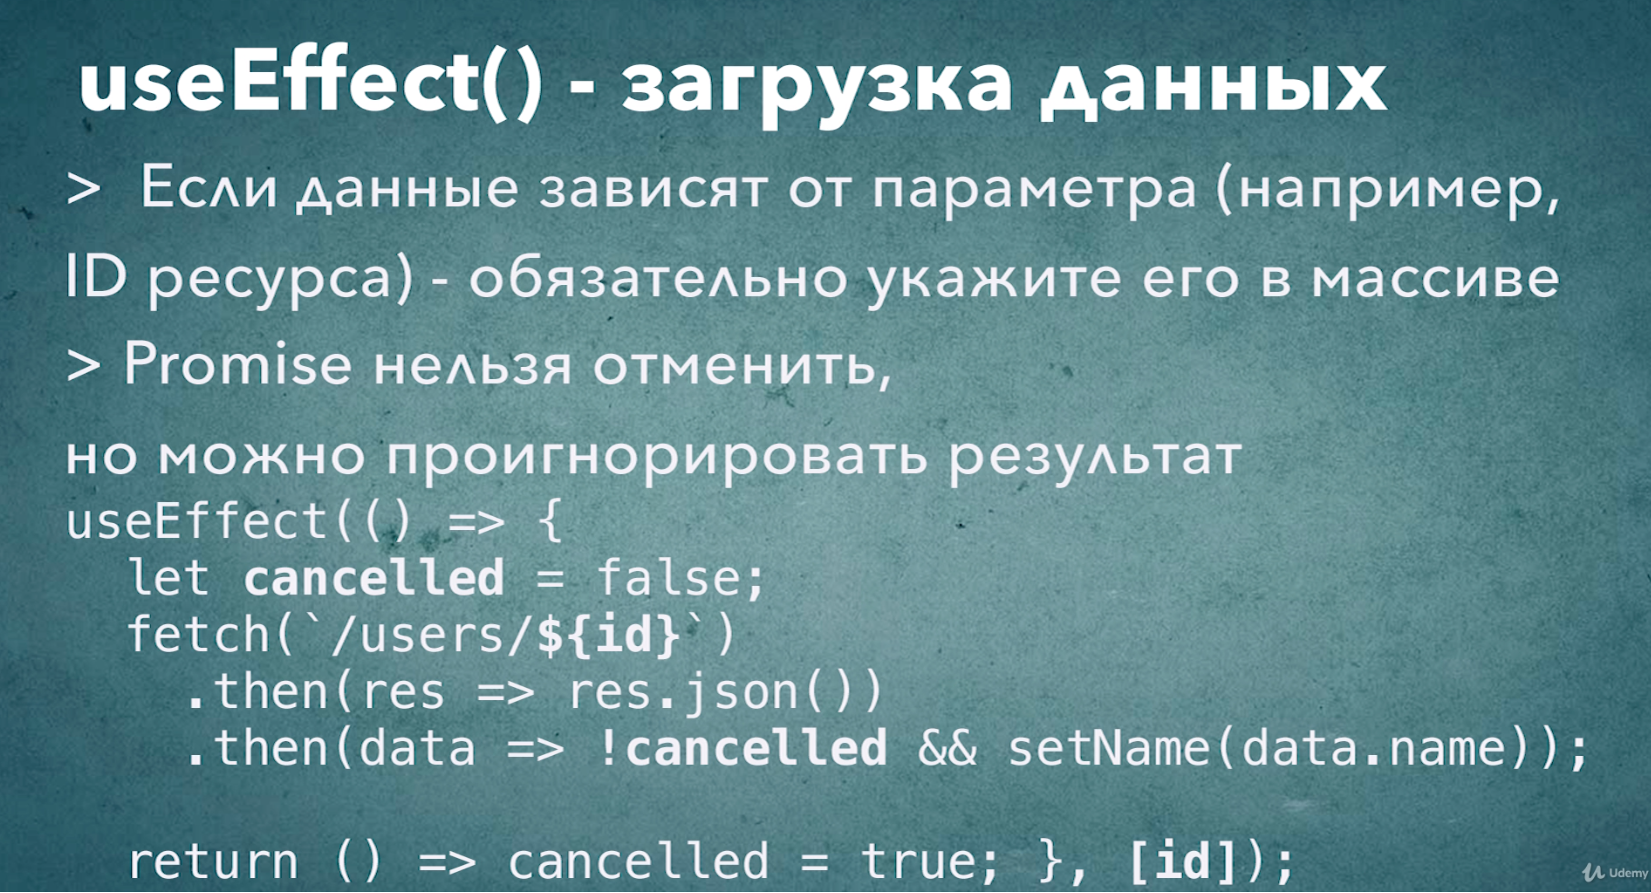 useEffect() - загрузка данных
> Если данные зависят от параметра (например,
ID ресурса) - обязательно укажите его в массиве
> Promise нельзя отменить,
но можно проигнорировать результат
useEffect(() => {
  let cancelled = false;
  fetch(`/users/${id}`)
    .then(res => res.json())
    .then(data => !cancelled && setName(data.name));
  return () => cancelled = true; }, [id]);
Udemy